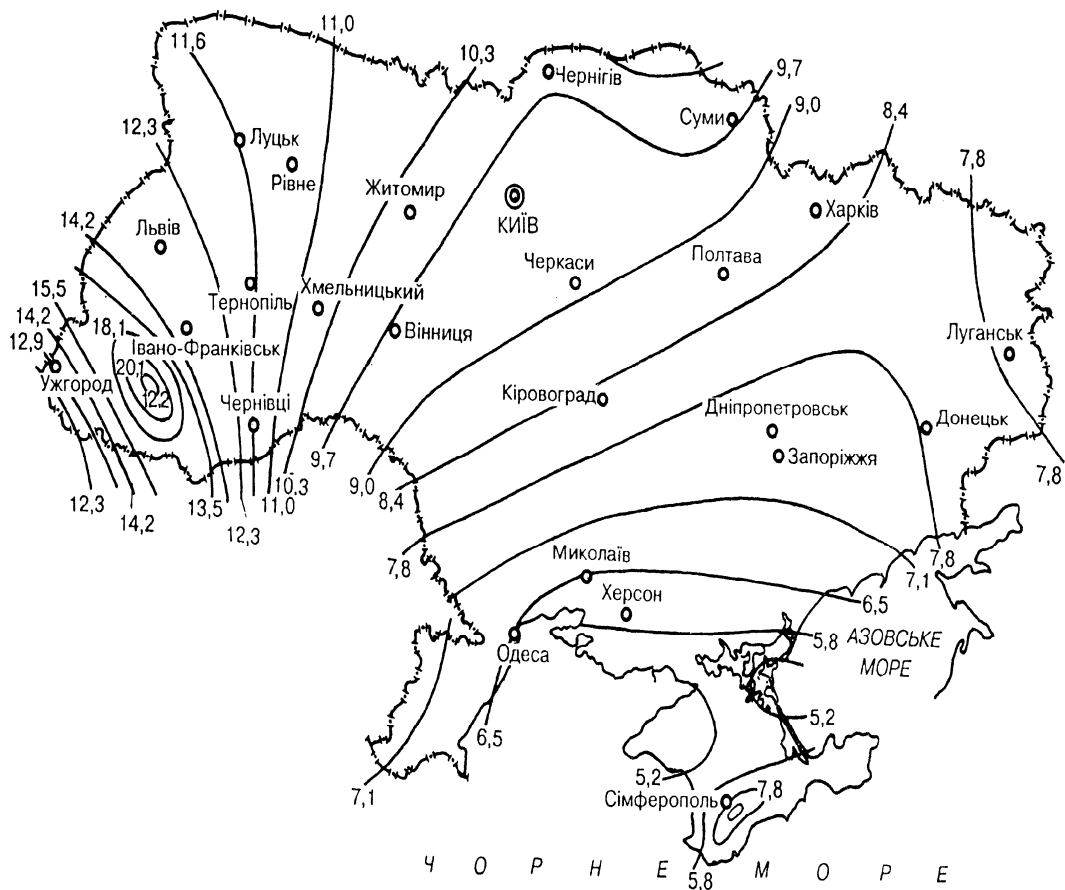 11,6
11,0
10,3
9,7
9,0
8,4
7,8
Чернігів
Суми
12,3
Луцьк
Рівне
Житомир
КИЇВ
Харків
14,2
Львів
Черкаси
Полтава
Тернопіль
Хмельницький
15,5
14,2
12,9
18,1
Івано-Франківськ
Вінниця
Луганськ
20,1
Ужгород
12,2
Чернівці
Кіровоград
Дніпропетровськ
Донецьк
Запоріжжя
9,7
10,3
9,0
8,4
7,8
12,3
14,2
13,5
11,0
12,3
7,8
Миколаїв
7,8
7,1
Херсон
6,5
Одеса
5,8
АЗОВСЬКЕ
МОРЕ
6,5
5,2
7,1
5,2
Сімферополь
7,8
5,8
ЧОРНЕ МОРЕ